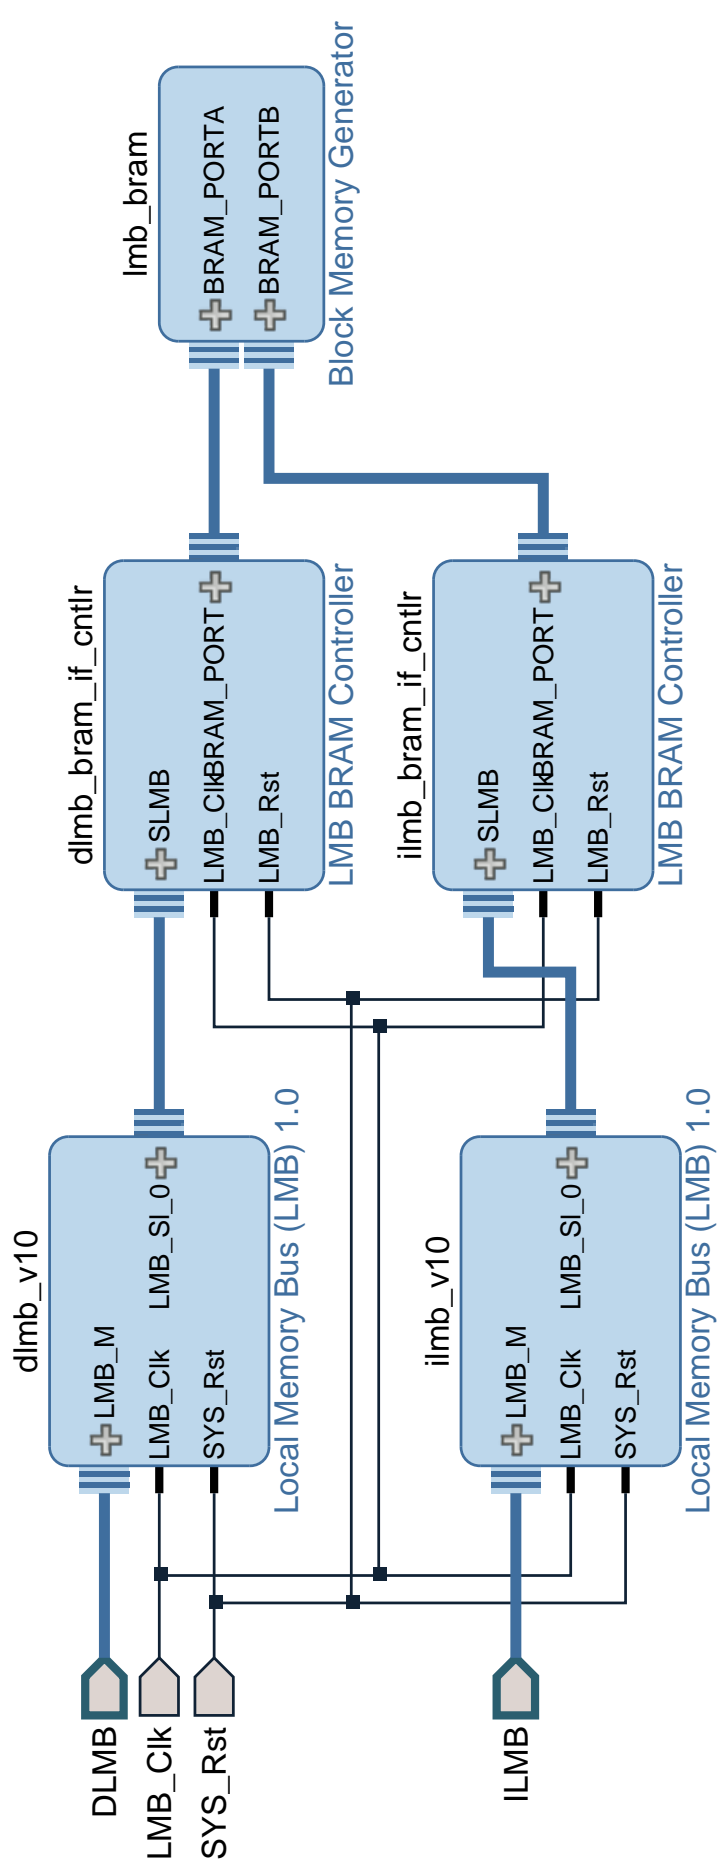 dlmb_v10
LMB_M
LMB_Clk
SYS_Rst
LMB_Sl_0
Local Memory Bus (LMB) 1.0
dlmb_bram_if_cntlr
SLMB
LMB_Clk
BRAM_PORT
LMB_Rst
LMB BRAM Controller
lmb_bram
BRAM_PORTA
BRAM_PORTB
Block Memory Generator
DLMB
LMB_Clk
SYS_Rst
ilmb_v10
LMB_M
LMB_Clk
SYS_Rst
LMB_Sl_0
Local Memory Bus (LMB) 1.0
ilmb_bram_if_cntlr
SLMB
LMB_Clk
BRAM_PORT
LMB_Rst
LMB BRAM Controller
ILMB